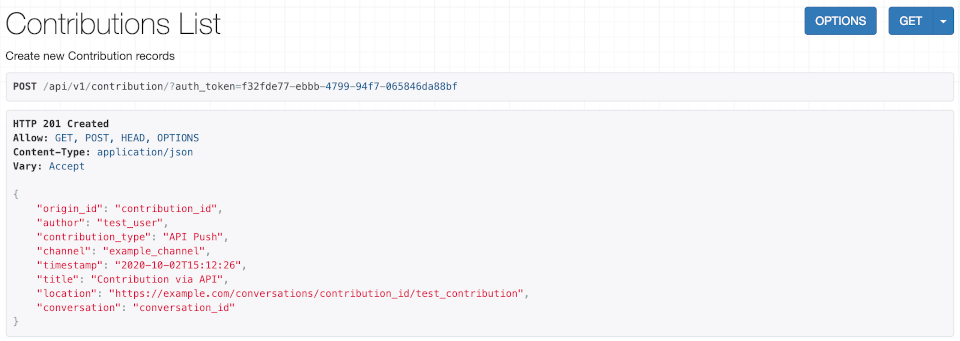 Contributions List
OPTIONS
GET
Create new Contribution records
POST /api/v1/contribution/?auth_token=f32fde77-ebbb-4799-94f7-065846da88bf
HTTP 201 Created
Allow: GET, POST, HEAD, OPTIONS
Content-Type: application/json
Vary: Accept
{
    "origin_id": "contribution_id",
    "author": "test_user",
    "contribution_type": "API Push",
    "channel": "example_channel",
    "timestamp": "2020-10-02T15:12:26",
    "title": "Contribution via API",
    "location": "https://example.com/conversations/contribution_id/test_contribution",
    "conversation": "conversation_id"
}